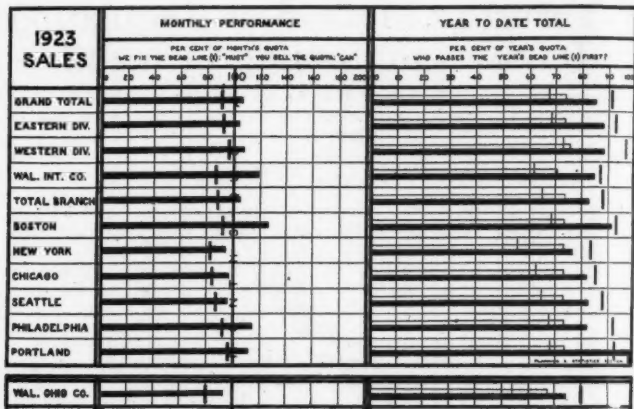 1923
SALES
MONTHLY PERFORMANCE
PER CENT OF MONTH'S QUOTA
WE FIX THE DEAD LINE (I): "MUST" YOU SELL THE QUOTA: "CAN"
YEAR TO DATE TOTAL
PER CENT OF YEAR'S QUOTA
WHO PASSES THE YEAR'S DEAD LINE (I) FIRST?
20 40 60 80 100 120 140 160 180 200
10 20 30 40 50 60 70 80 90 100
GRAND TOTAL
EASTERN DIV.
WESTERN DIV.
WAL. INT. CO.
TOTAL BRANCH
BOSTON
NEW YORK
CHICAGO
SEATTLE
PHILADELPHIA
PORTLAND
PLANNING & STATISTICS
WAL. OHIO CO.